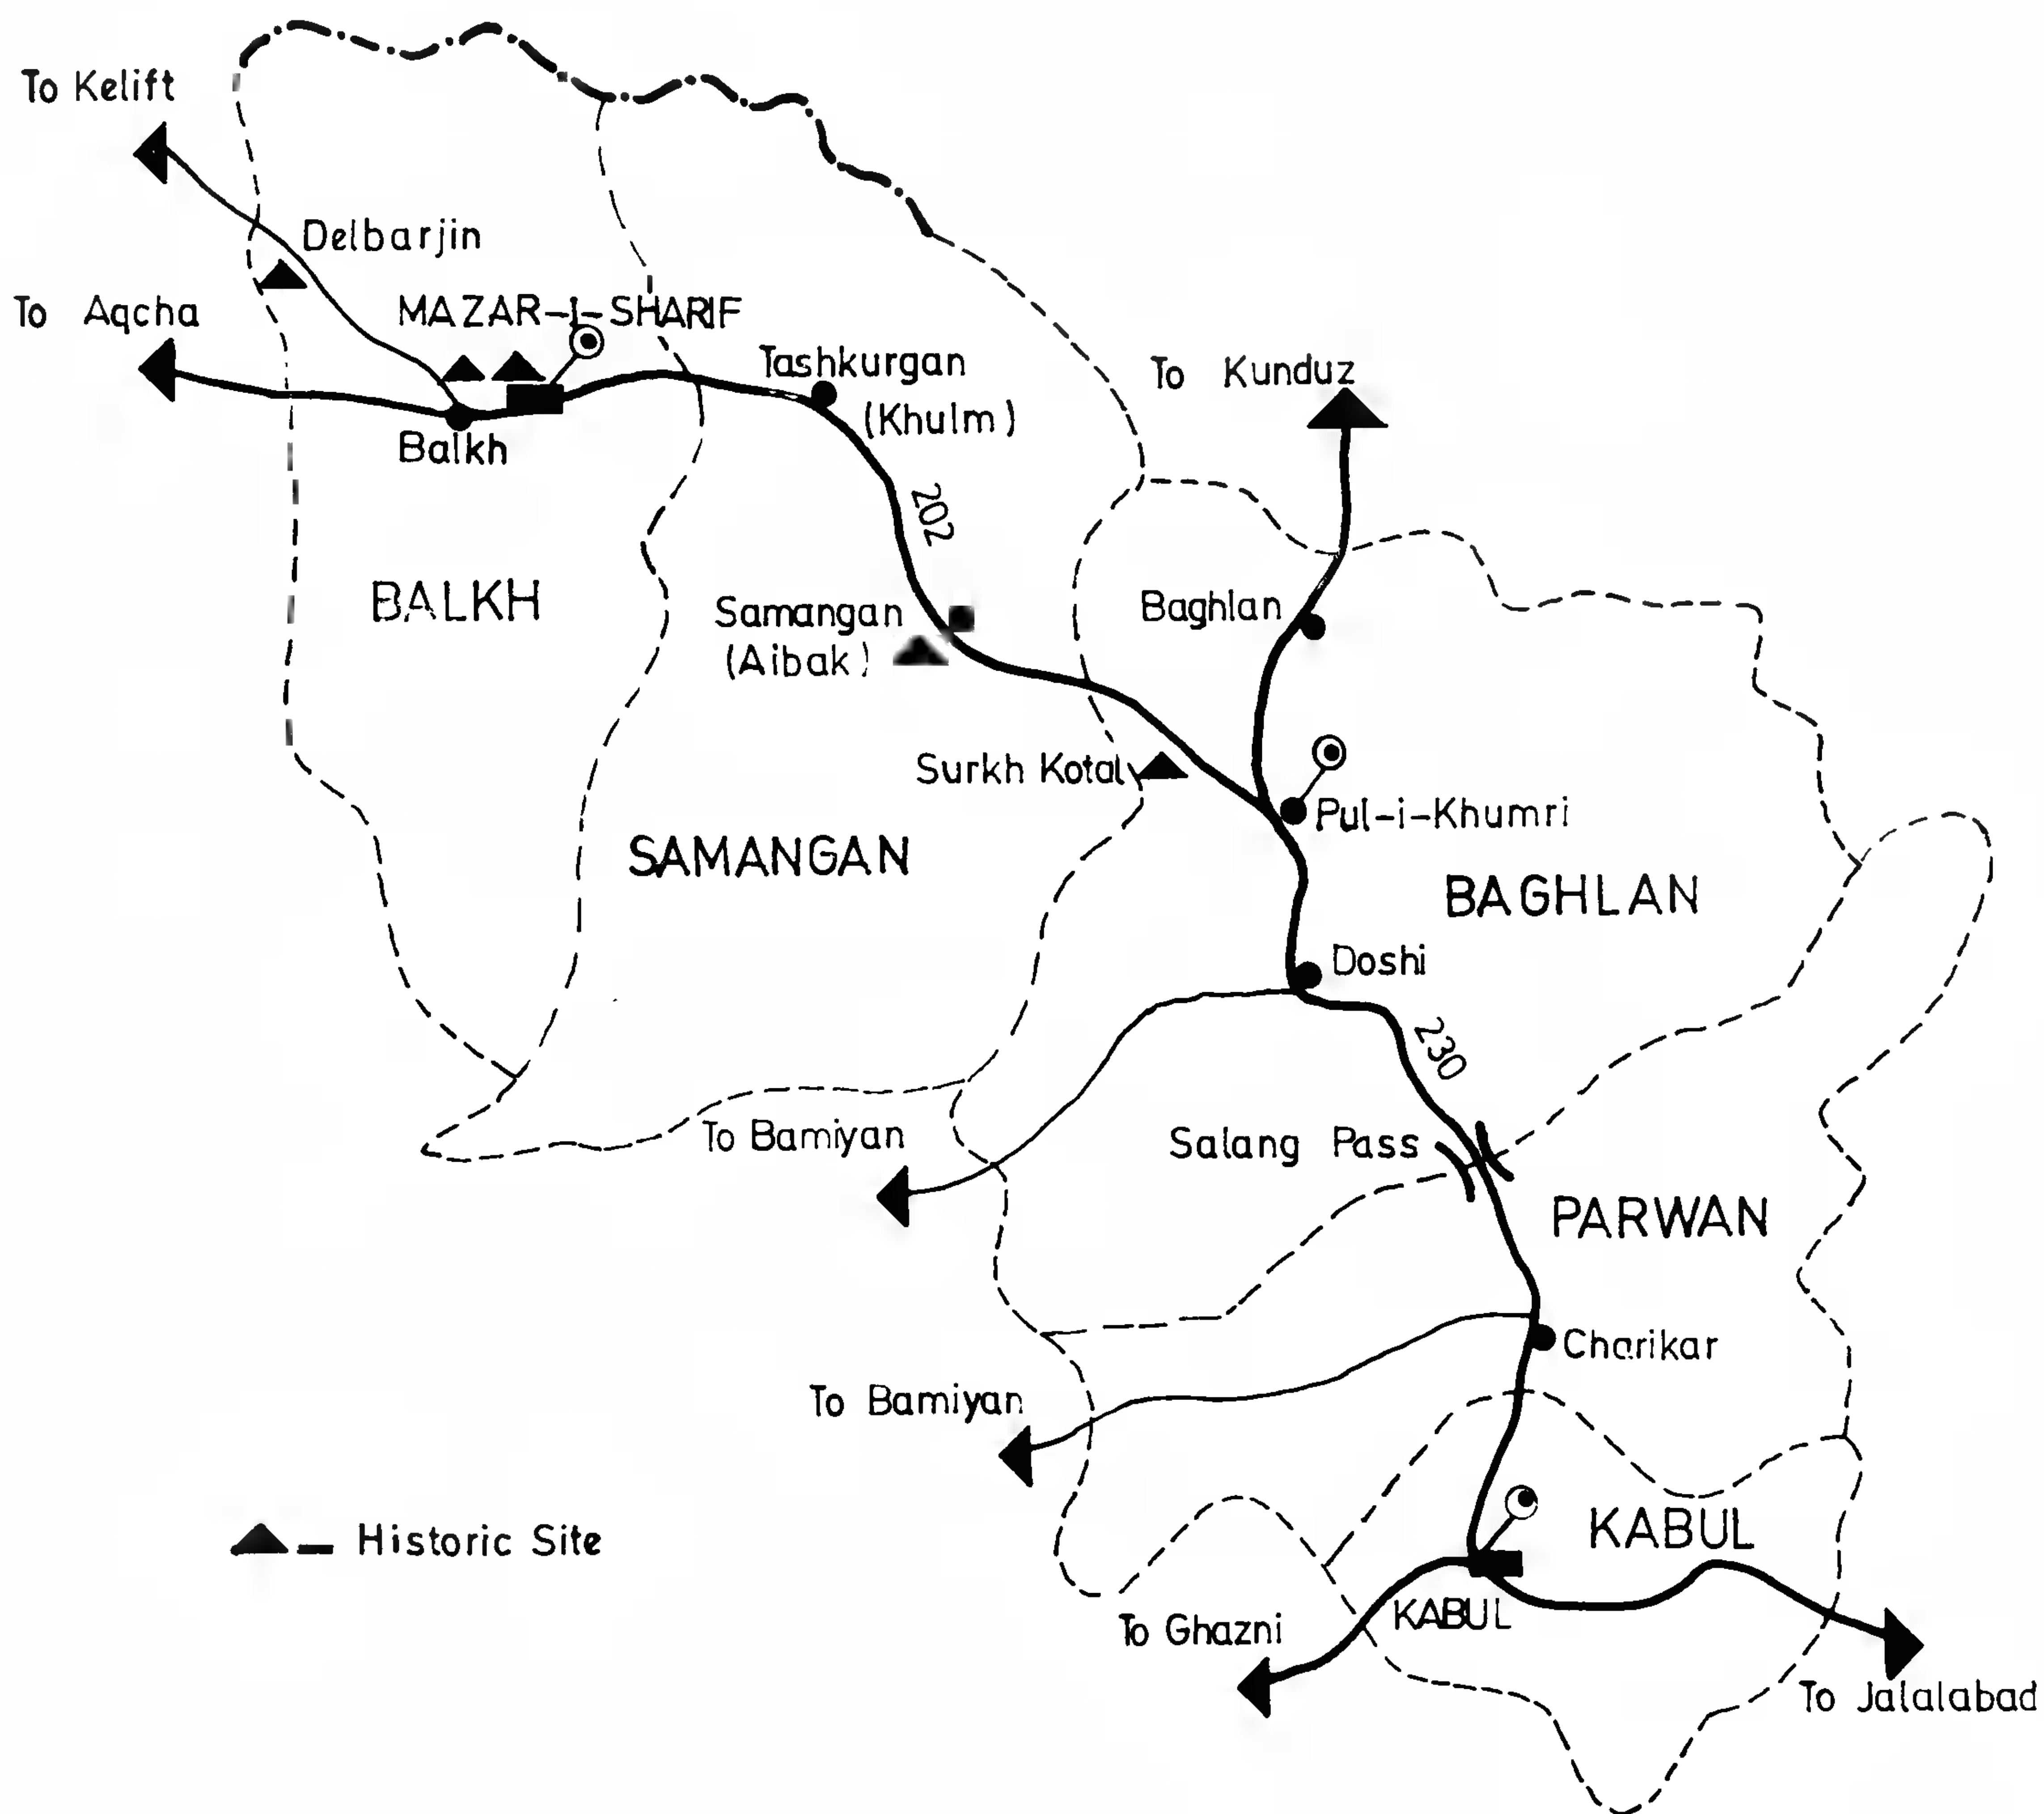 To Kelift
Delbarjin
To Aqcha
MAZAR-I-SHARIF
Tashkurgan
(Khulm)
To Kunduz
Balkh
202
BALKH
Samangan
(Aibak)
Baghlan
Surkh Kotal
Pul-i-Khumri
SAMANGAN
BAGHLAN
Doshi
230
To Bamiyan
Salang Pass
PARWAN
Charikar
To Bamiyan
Historic Site
KABUL
KABUL
To Ghazni
To Jalalabad